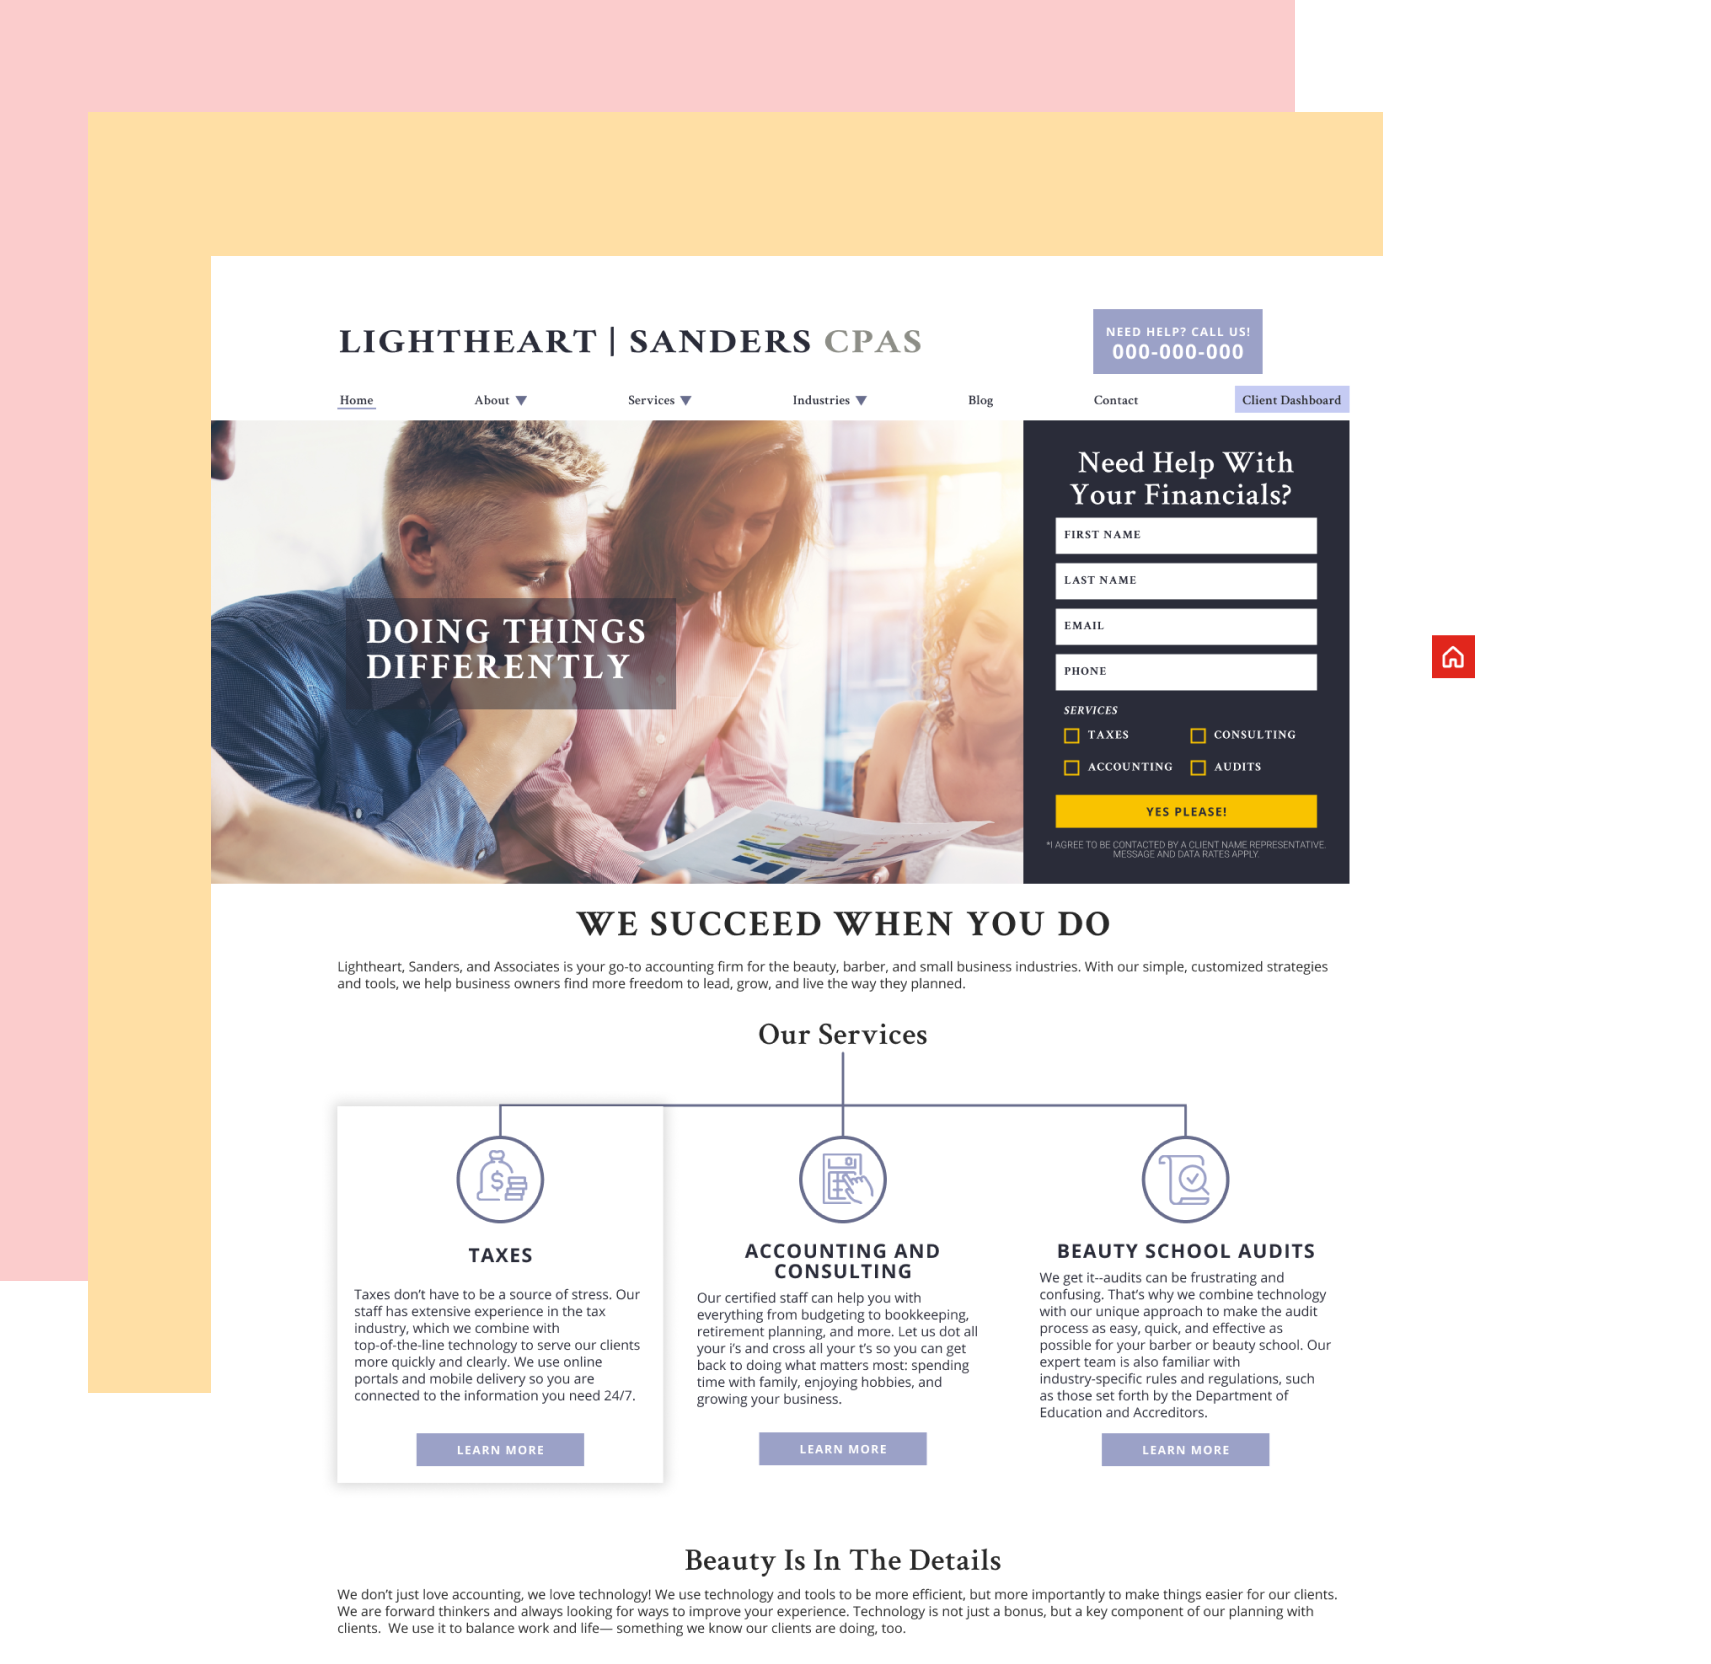 LIGHTHEART | SANDERS CPAS
NEED HELP? CALL US!
000-000-000
Home
About
Services
Industries
Blog
Contact
Client Dashboard
DOING THINGS
DIFFERENTLY
Need Help With
Your Financials?
FIRST NAME
LAST NAME
EMAIL
PHONE
SERVICES
TAXES
CONSULTING
ACCOUNTING
AUDITS
YES PLEASE!
*I AGREE TO BE CONTACTED BY A CLIENT NAME REPRESENTATIVE.
MESSAGE AND DATA RATES APPLY.
WE SUCCEED WHEN YOU DO
Lightheart, Sanders, and Associates is your go-to accounting firm for the beauty, barber, and small business industries. With our simple, customized strategies
and tools, we help business owners find more freedom to lead, grow, and live the way they planned.
Our Services
TAXES
Taxes don’t have to be a source of stress. Our
staff has extensive experience in the tax
industry, which we combine with
top-of-the-line technology to serve our clients
more quickly and clearly. We use online
portals and mobile delivery so you are
connected to the information you need 24/7.
LEARN MORE
ACCOUNTING AND
CONSULTING
Our certified staff can help you with
everything from budgeting to bookkeeping,
retirement planning, and more. Let us dot all
your i’s and cross all your t’s so you can get
back to doing what matters most: spending
time with family, enjoying hobbies, and
growing your business.
LEARN MORE
BEAUTY SCHOOL AUDITS
We get it--audits can be frustrating and
confusing. That’s why we combine technology
with our unique approach to make the audit
process as easy, quick, and effective as
possible for your barber or beauty school. Our
expert team is also familiar with
industry-specific rules and regulations, such
as those set forth by the Department of
Education and Accreditors.
LEARN MORE
Beauty Is In The Details
We don’t just love accounting, we love technology! We use technology and tools to be more efficient, but more importantly to make things easier for our clients.
We are forward thinkers and always looking for ways to improve your experience. Technology is not just a bonus, but a key component of our planning with
clients.  We use it to balance work and life— something we know our clients are doing, too.